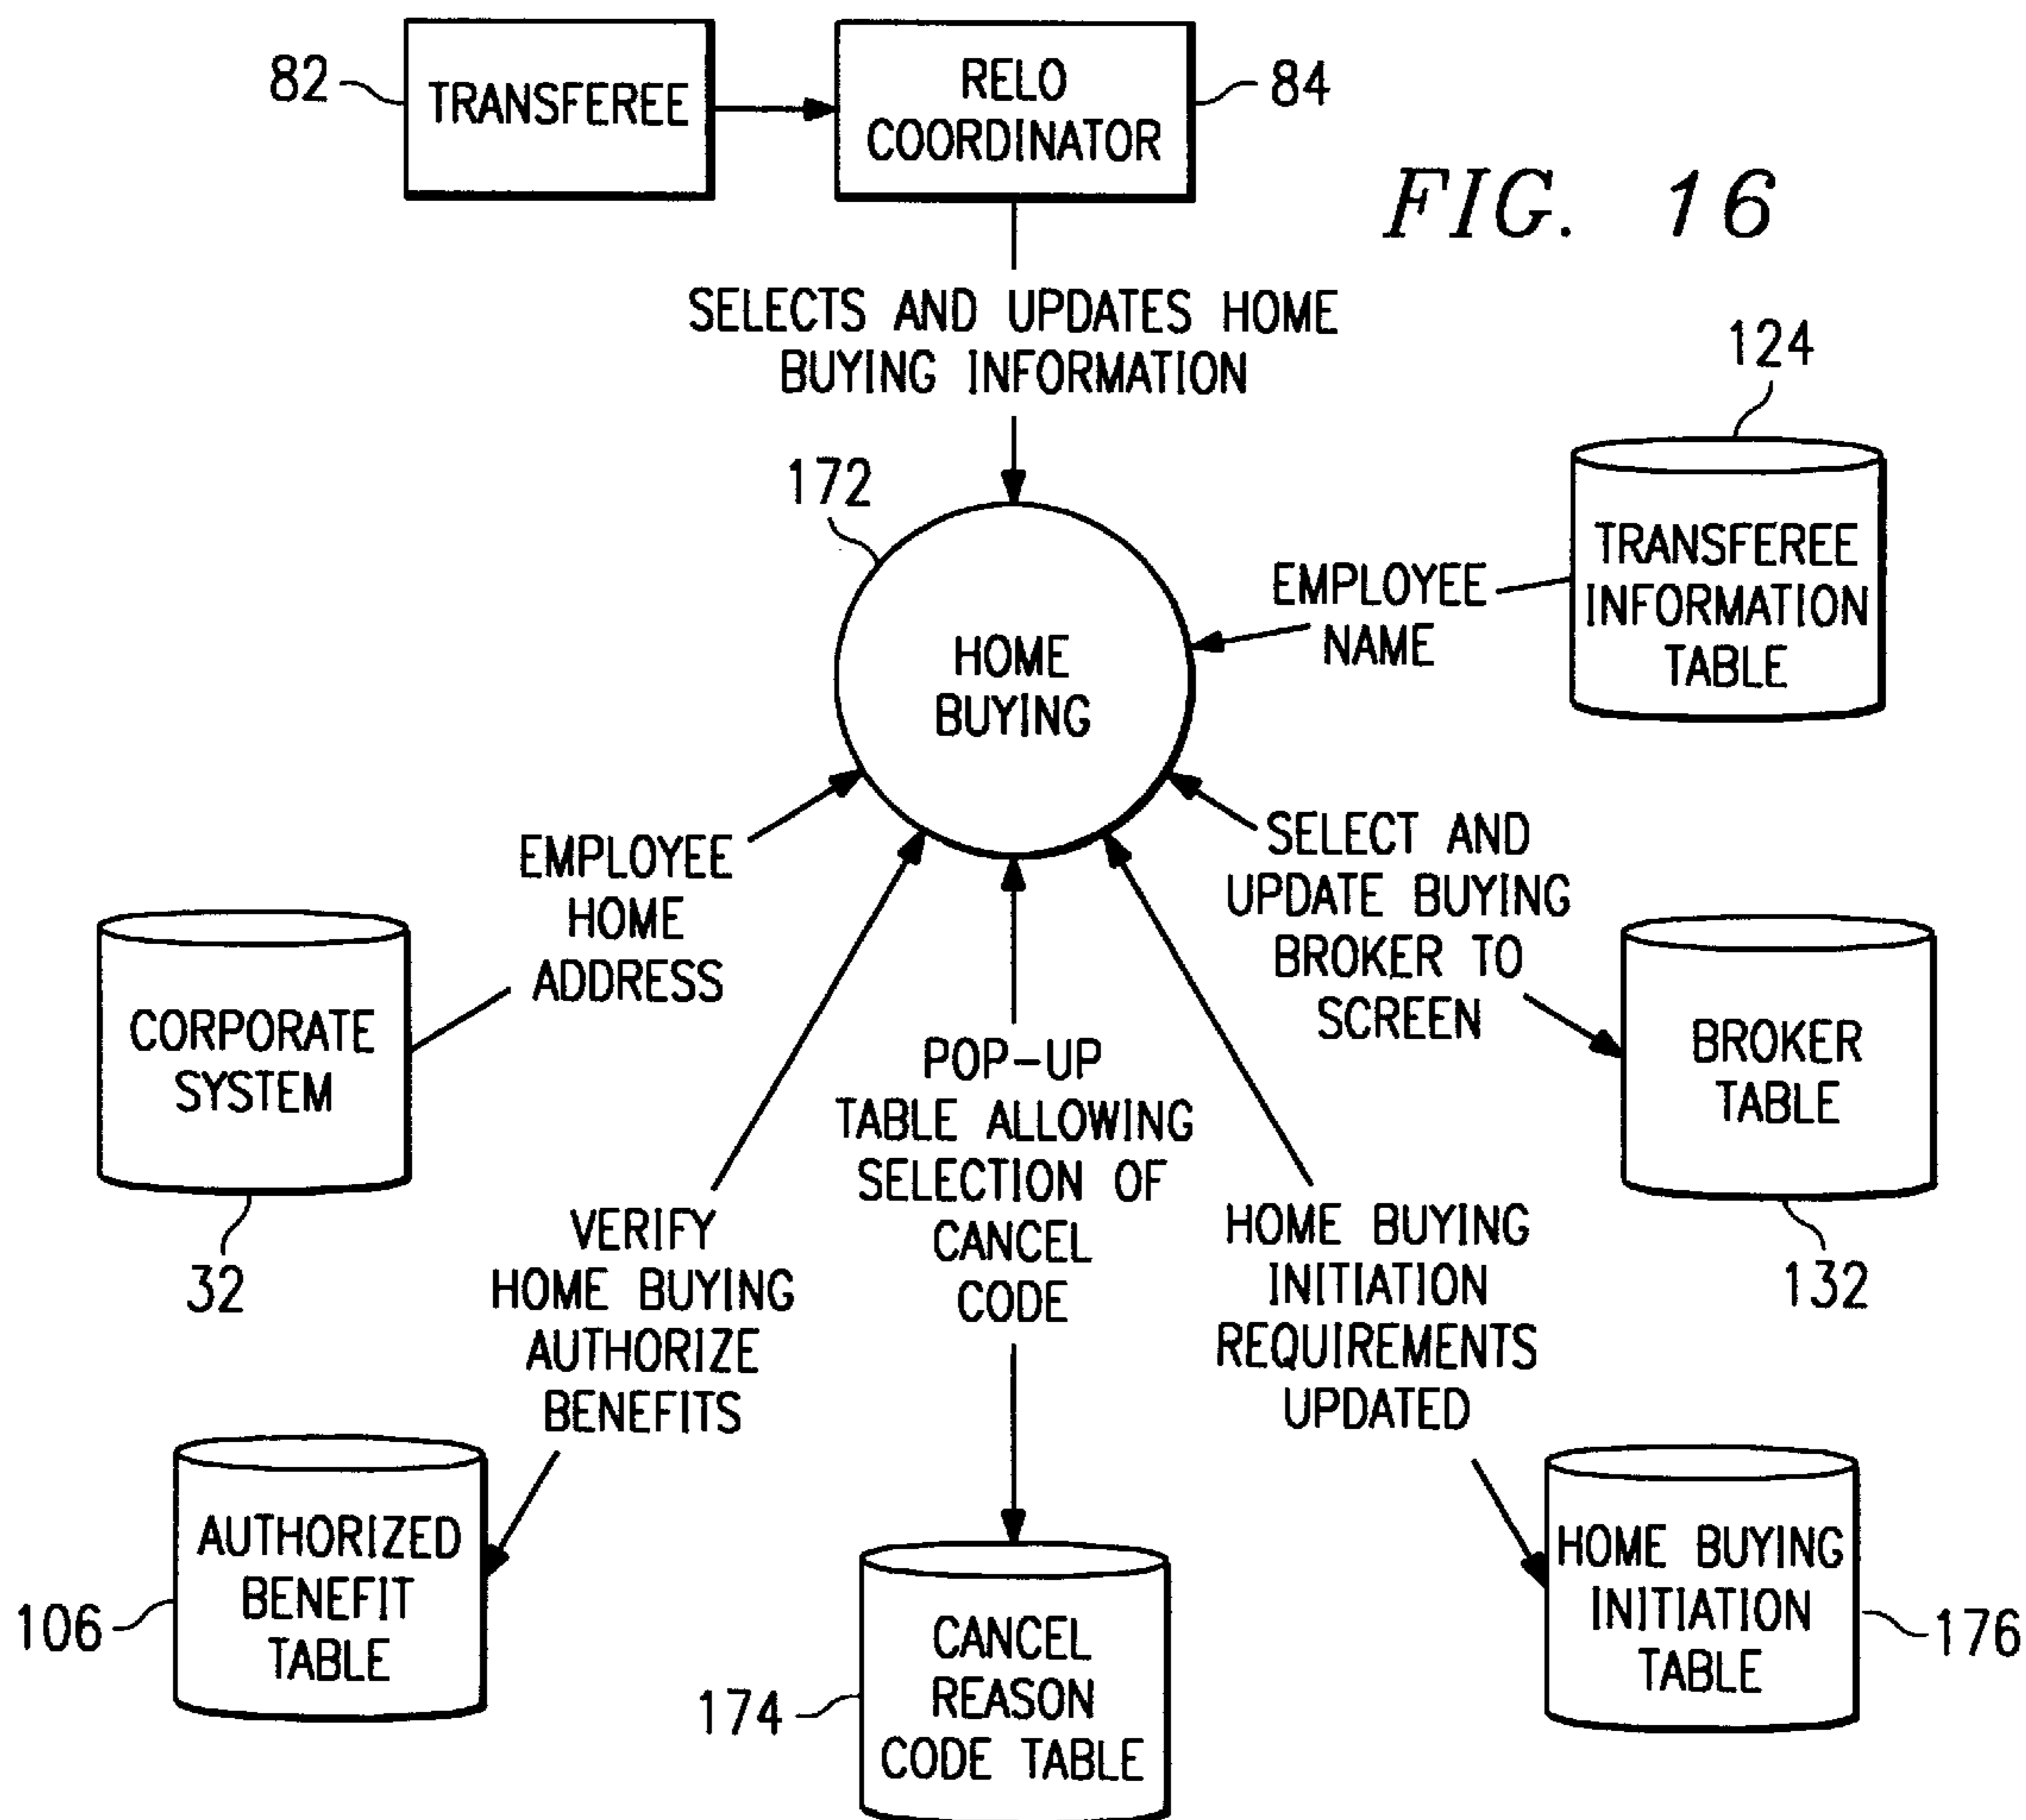 82
TRANSFEREE
RELO
COORDINATOR
84
FIG. 16
SELECTS AND UPDATES HOME
BUYING INFORMATION
124
172
TRANSFEREE
INFORMATION
TABLE
EMPLOYEE
NAME
HOME
BUYING
EMPLOYEE
HOME
ADDRESS
SELECT AND
UPDATE BUYING
BROKER TO
SCREEN
CORPORATE
SYSTEM
32
BROKER
TABLE
132
POP-UP
TABLE ALLOWING
SELECTION OF
CANCEL
CODE
VERIFY
HOME BUYING
AUTHORIZE
BENEFITS
HOME BUYING
INITIATION
REQUIREMENTS
UPDATED
AUTHORIZED
BENEFIT
TABLE
106
CANCEL
REASON
CODE TABLE
174
HOME BUYING
INITIATION
TABLE
176